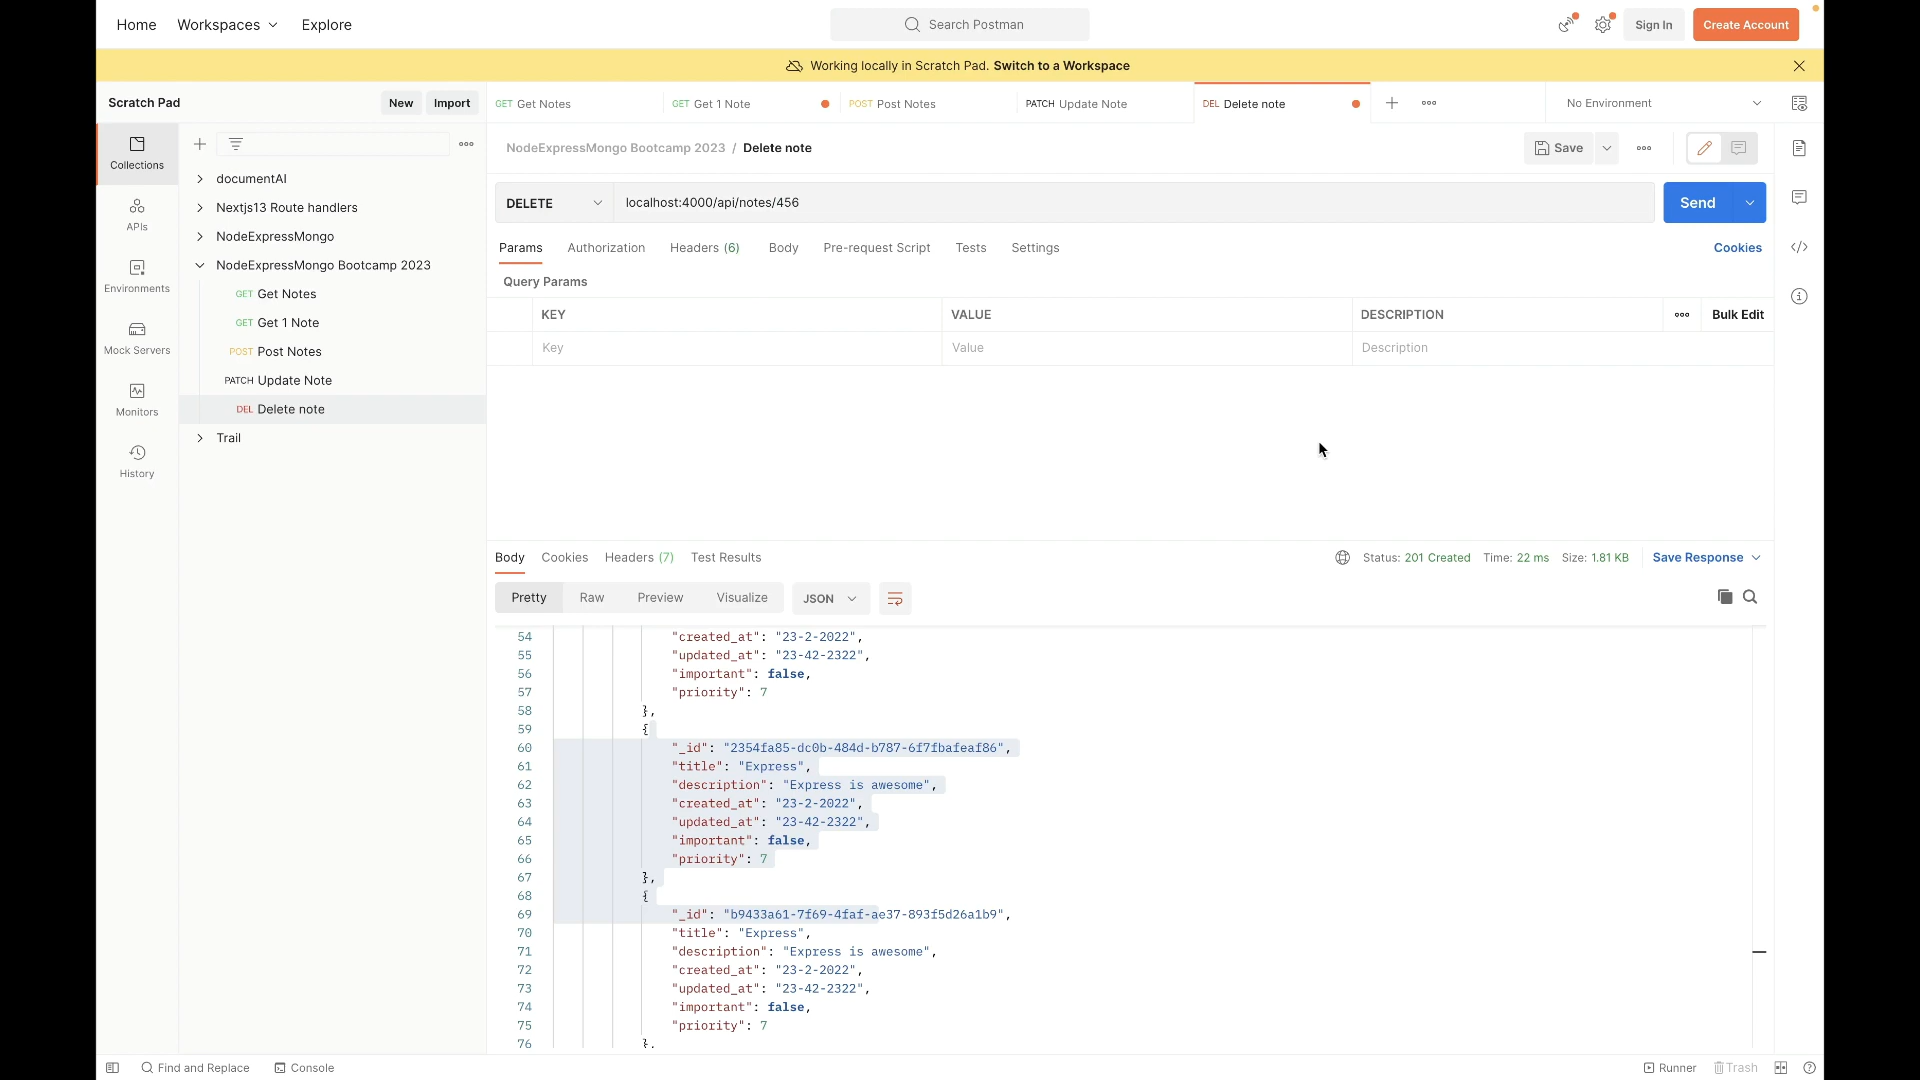 Home Workspaces Explore Search Postman Sign In Create Account
Working locally in Scratch Pad. Switch to a Workspace
Scratch Pad New Import GET Get Notes GET Get 1 Note POST Post Notes PATCH Update Note DEL Delete note No Environment
Collections
APIs
Environments
Mock Servers
Monitors
History
documentAI
Nextjs13 Route handlers
NodeExpressMongo
NodeExpressMongo Bootcamp 2023
GET Get Notes
GET Get 1 Note
POST Post Notes
PATCH Update Note
DEL Delete note
Trail
NodeExpressMongo Bootcamp 2023 / Delete note Save
DELETE localhost:4000/api/notes/456 Send
Params Authorization Headers (6) Body Pre-request Script Tests Settings Cookies
Query Params
KEY VALUE DESCRIPTION Bulk Edit
Key Value Description
Body Cookies Headers (7) Test Results Status: 201 Created Time: 22 ms Size: 1.81 KB Save Response
Pretty Raw Preview Visualize JSON
54 "created_at": "23-2-2022",
55 "updated_at": "23-42-2322",
56 "important": false,
57 "priority": 7
58 },
59 {
60 "_id": "2354fa85-dc0b-484d-b787-6f7fbafeaf86",
61 "title": "Express",
62 "description": "Express is awesome",
63 "created_at": "23-2-2022",
64 "updated_at": "23-42-2322",
65 "important": false,
66 "priority": 7
67 },
68 {
69 "_id": "b9433a61-7f69-4faf-ae37-893f5d26a1b9",
70 "title": "Express",
71 "description": "Express is awesome",
72 "created_at": "23-2-2022",
73 "updated_at": "23-42-2322",
74 "important": false,
75 "priority": 7
76 },
Find and Replace Console Runner Trash